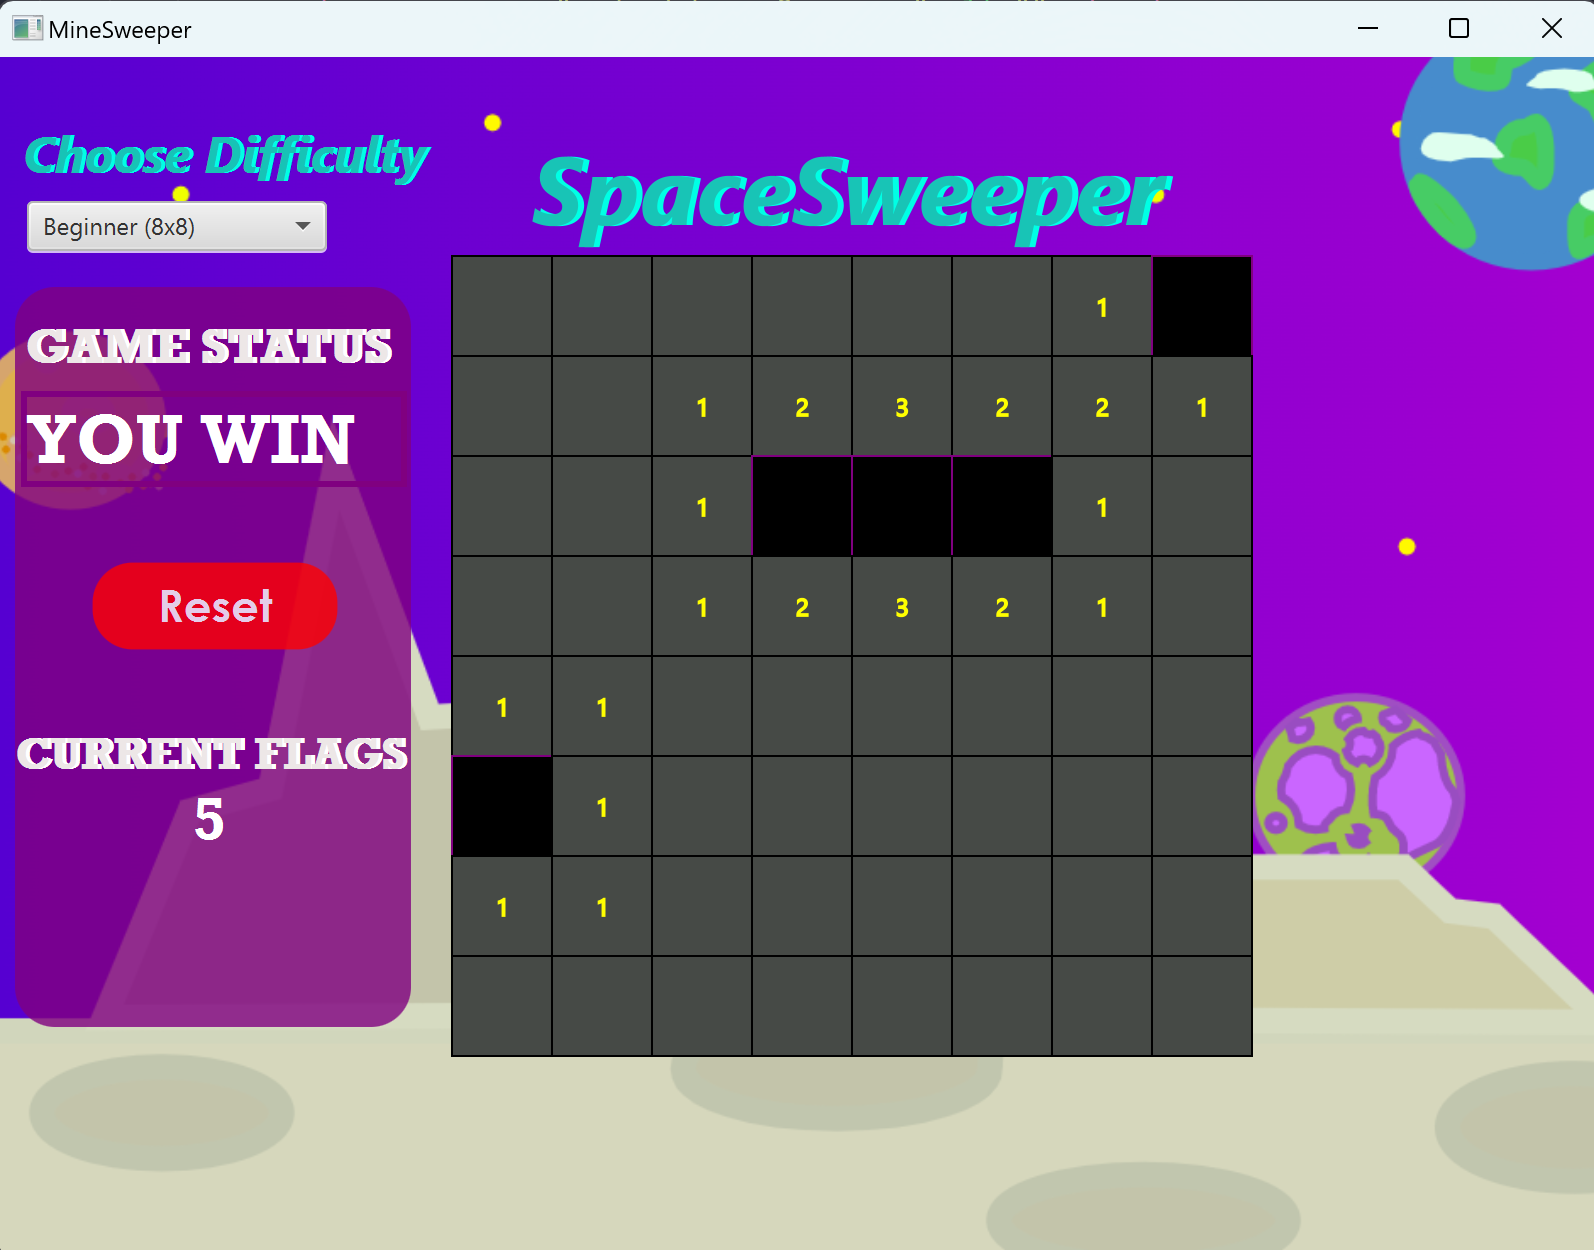 MineSweeper
Choose Difficulty
Beginner (8x8)
SpaceSweeper
GAME STATUS
YOU WIN
Reset
CURRENT FLAGS
5
1
1 2 3 2 2 1
1 1
1 2 3 2 1
1 1
1
1 1